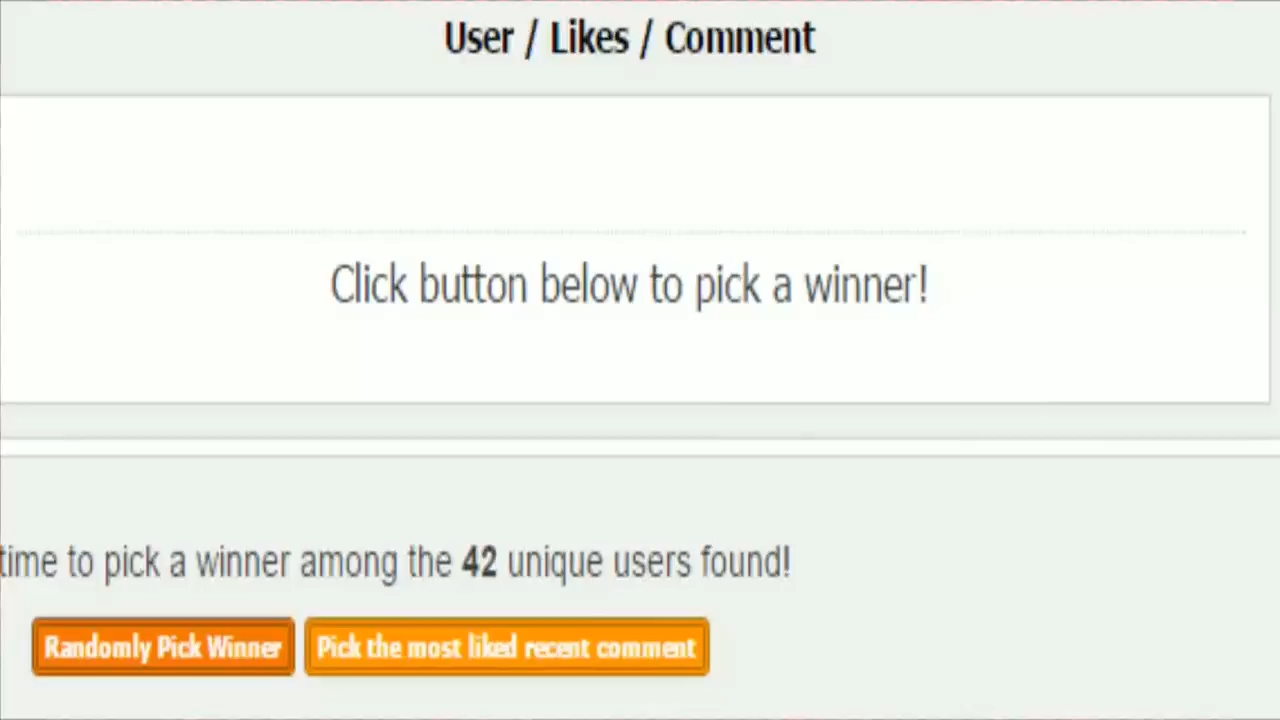 User / Likes / Comment
Click button below to pick a winner!
time to pick a winner among the 42 unique users found!
Randomly Pick Winner
Pick the most liked recent comment